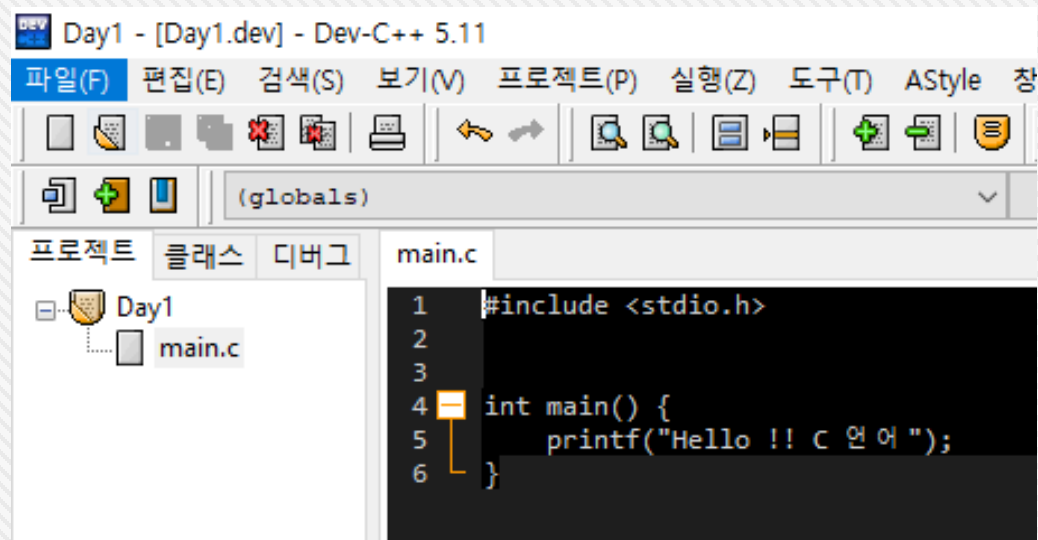 Day1 - [Day1.dev] - Dev-C++ 5.11
파일(F) 편집(E) 검색(S) 보기(V) 프로젝트(P) 실행(Z) 도구(T) AStyle 창
(globals)
프로젝트 클래스 디버그 main.c
Day1
main.c
1 #include <stdio.h>
2
3
4 int main() {
5 printf("Hello !! C 언어");
6 }